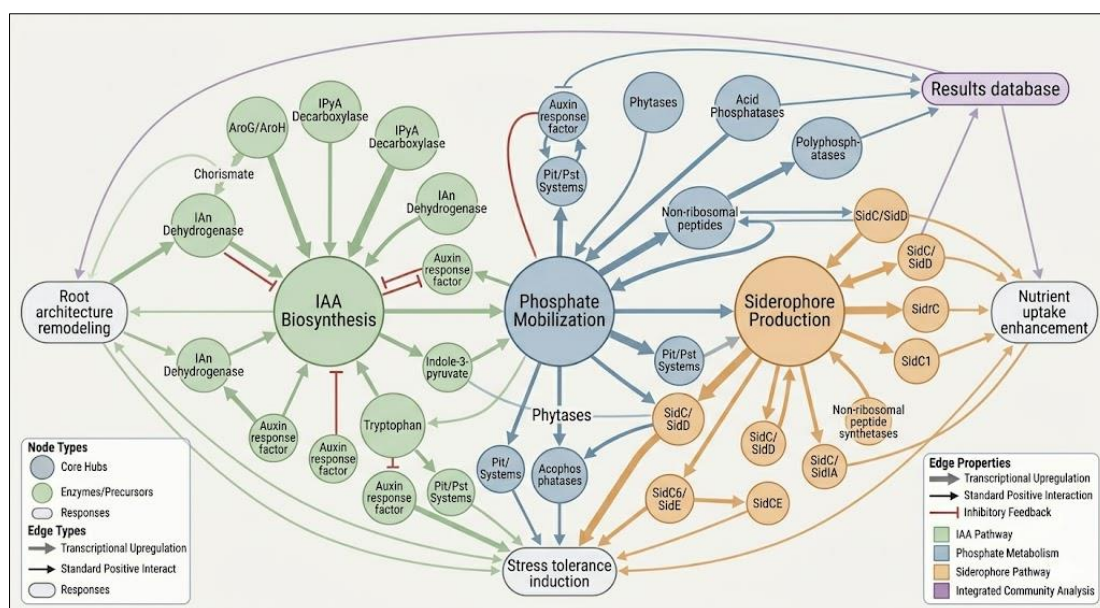 Results database
AroG/AroH
IPyA
Decarboxylase
IPyA
Decarboxylase
Auxin
response
factor
Phytases
Acid
Phosphatases
Polyphosph-
atases
Chorismate
IAn
Dehydrogenase
IAn
Dehydrogenase
Pit/Pst
Systems
Non-ribosomal
peptides
SidC/SidD
SidC/
SidD
Auxin
response
factor
Root
architecture
remodeling
IAA
Biosynthesis
Phosphate
Mobilization
Siderophore
Production
SidrC
Nutrient
uptake
enhancement
IAn
Dehydrogenase
Indole-3-
pyruvate
Pit/Pst
Systems
SidC1
Auxin
response
factor
Auxin
response
factor
Tryptophan
Phytases
SidC/
SidD
Non-ribosomal
peptide
synthetases
SidC/
SidD
SidC/
SidIA
Auxin
response
factor
Pit/Pst
Systems
Pit/
Systems
Acophos
phatases
SidC6/
SidE
SidCE
Stress tolerance
induction
Node Types
Core Hubs
Enzymes/Precursors
Responses
Edge Types
Transcriptional Upregulation
Standard Positive Interact
Responses
Edge Properties
Transcriptional Upregulation
Standard Positive Interaction
Inhibitory Feedback
IAA Pathway
Phosphate Metabolism
Siderophore Pathway
Integrated Community Analysis